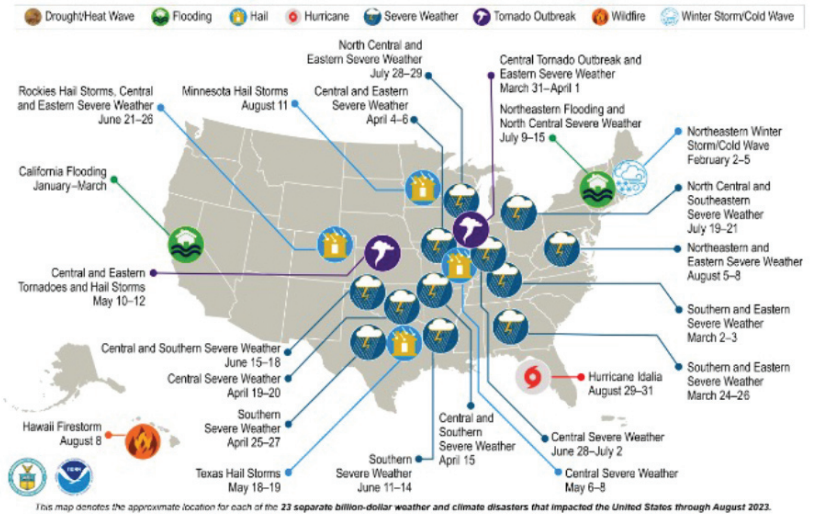 Drought/Heat Wave Flooding Hail Hurricane Severe Weather Tornado Outbreak Wildfire Winter Storm/Cold Wave
North Central and
Eastern Severe Weather
July 28–29
Central Tornado Outbreak and
Eastern Severe Weather
March 31–April 1
Rockies Hail Storms, Central
and Eastern Severe Weather
June 21–26
Minnesota Hail Storms
August 11
Central and Eastern
Severe Weather
April 4–6
Northeastern Flooding and
North Central Severe Weather
July 9–15
Northeastern Winter
Storm/Cold Wave
February 2–5
California Flooding
January–March
North Central and
Southeastern
Severe Weather
July 19–21
Northeastern and
Eastern Severe Weather
August 5–8
Central and Eastern
Tornadoes and Hail Storms
May 10–12
Southern and Eastern
Severe Weather
March 2–3
Central and Southern Severe Weather
June 15–18
Southern and Eastern
Severe Weather
March 24–26
Central Severe Weather
April 19–20
Hurricane Idalia
August 29–31
Southern
Severe Weather
April 25–27
Central and
Southern
Severe Weather
April 15
Hawaii Firestorm
August 8
Central Severe Weather
June 28–July 2
Texas Hail Storms
May 18–19
Southern
Severe Weather
June 11–14
Central Severe Weather
May 6–8
NOAA
This map denotes the approximate location for each of the 23 separate billion-dollar weather and climate disasters that impacted the United States through August 2023.